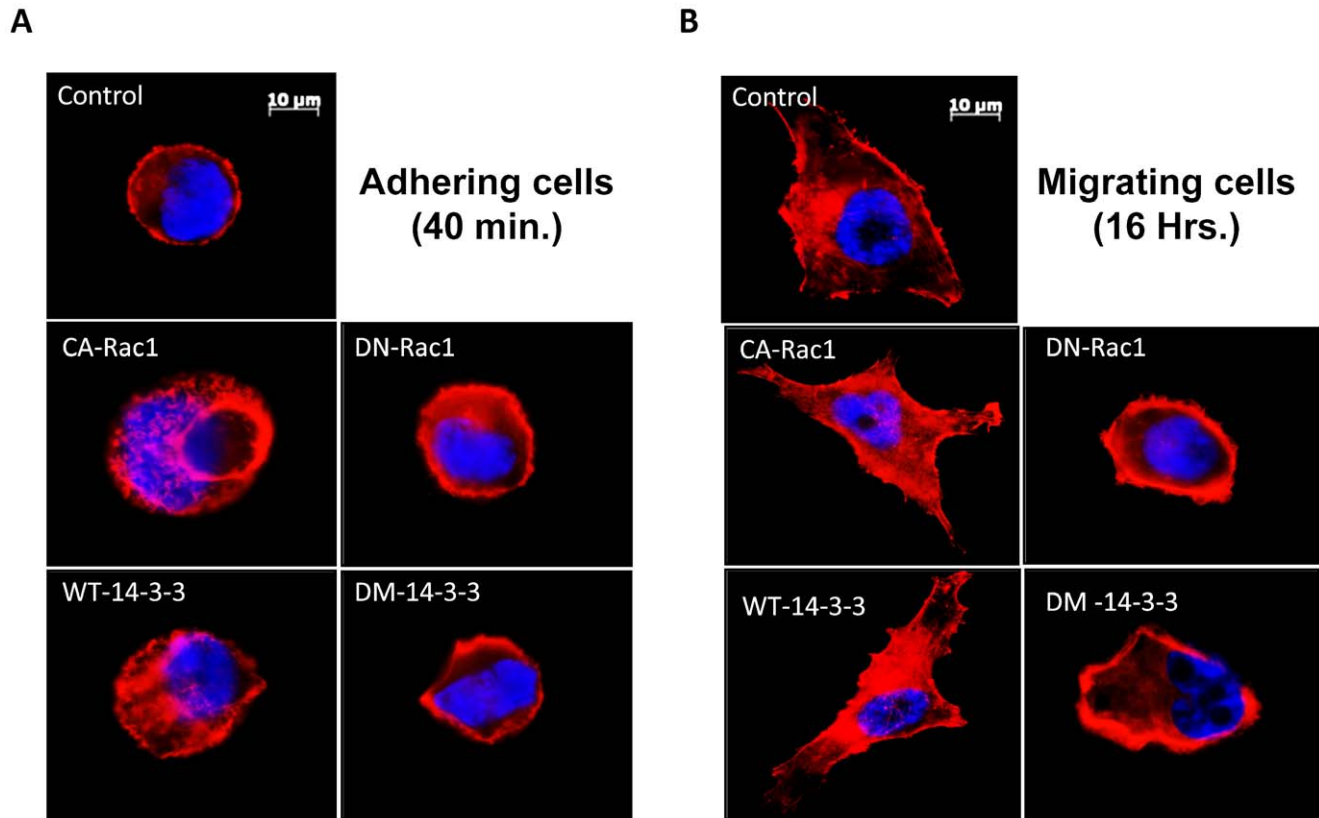 A
Control
10 µm
Adhering cells
(40 min.)
CA-Rac1
DN-Rac1
WT-14-3-3
DM-14-3-3
B
Control
10 µm
Migrating cells
(16 Hrs.)
CA-Rac1
DN-Rac1
WT-14-3-3
DM -14-3-3